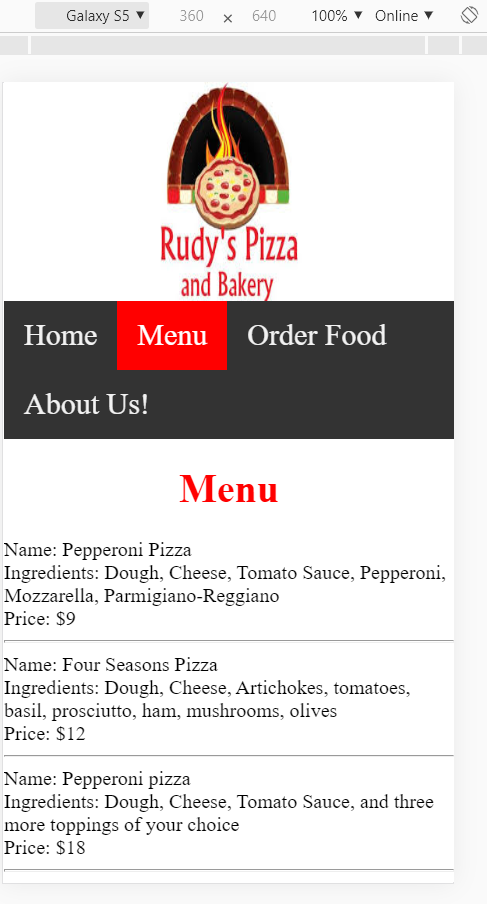 Galaxy S5 ▼ 360 × 640 100% ▼ Online ▼
Rudy's Pizza
and Bakery
Home Menu Order Food
About Us!
Menu
Name: Pepperoni Pizza
Ingredients: Dough, Cheese, Tomato Sauce, Pepperoni,
Mozzarella, Parmigiano-Reggiano
Price: $9
Name: Four Seasons Pizza
Ingredients: Dough, Cheese, Artichokes, tomatoes,
basil, prosciutto, ham, mushrooms, olives
Price: $12
Name: Pepperoni pizza
Ingredients: Dough, Cheese, Tomato Sauce, and three
more toppings of your choice
Price: $18